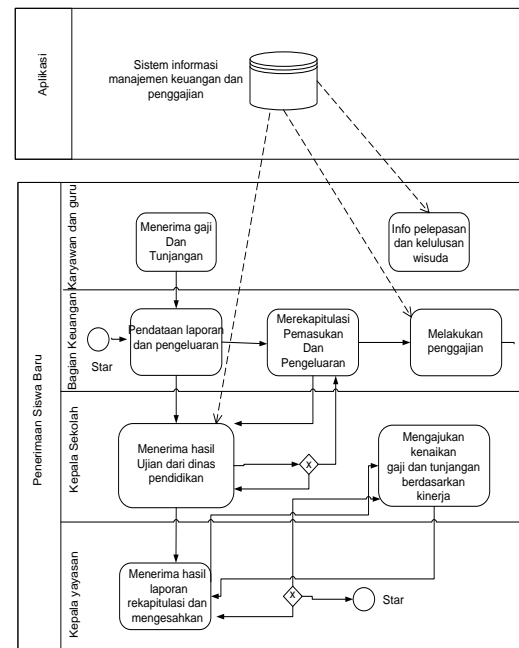 Aplikasi
Sistem informasi
manajemen keuangan dan
penggajian
Penerimaan Siswa Baru
Karyawan dan guru
Menerima gaji
Dan
Tunjangan
Info pelepasan
dan kelulusan
wisuda
Bagian Keuangan
Star
Pendataan laporan
dan pengeluaran
Merekapitulasi
Pemasukan
Dan
Pengeluaran
Melakukan
penggajian
Kepala Sekolah
Menerima hasil
Ujian dari dinas
pendidikan
X
Mengajukan
kenaikan
gaji dan tunjangan
berdasarkan
kinerja
Kepala yayasan
Menerima hasil
laporan
rekapitulasi dan
mengesahkan
X
Star